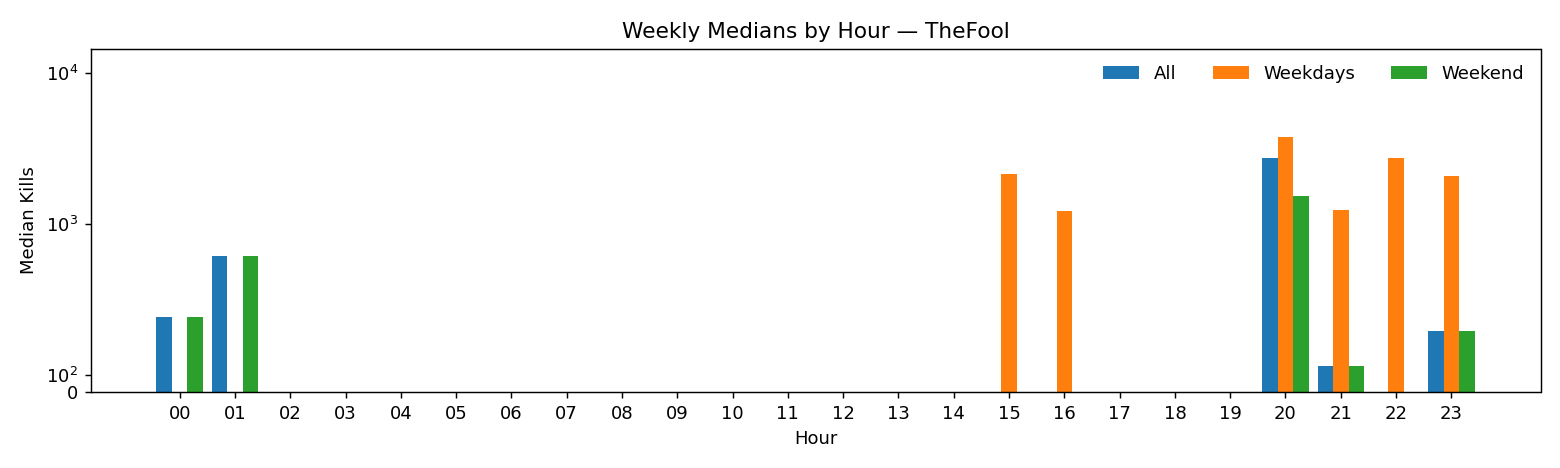 Weekly Medians by Hour — TheFool
All Weekdays Weekend
Median Kills
10⁴
10³
10²
0
00 01 02 03 04 05 06 07 08 09 10 11 12 13 14 15 16 17 18 19 20 21 22 23
Hour